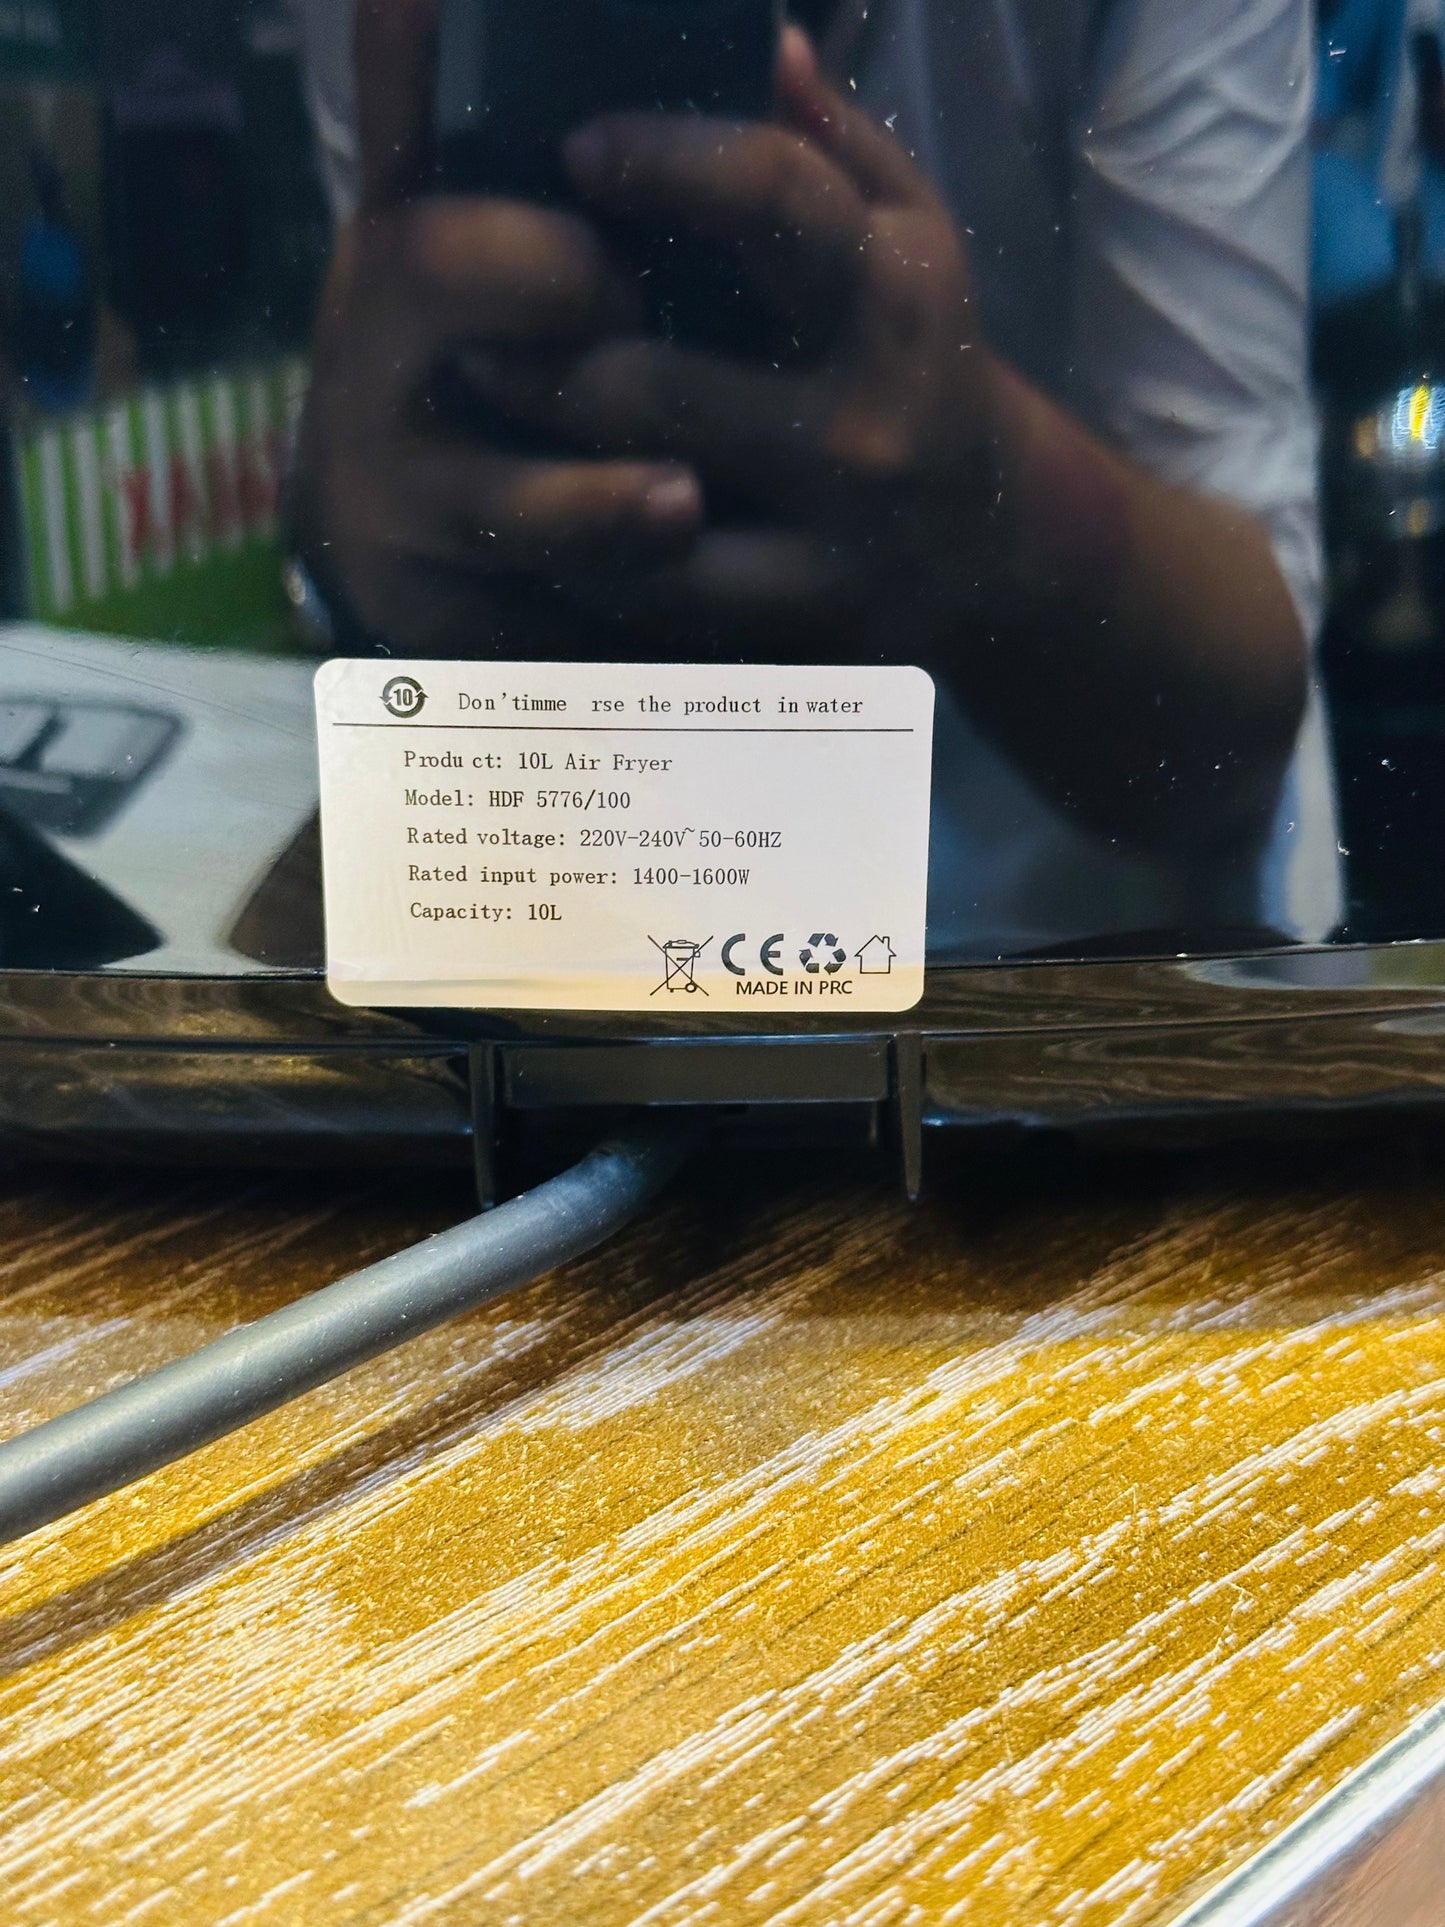 10 Don'timme rse the product in water
Produ ct: 10L Air Fryer
Model: HDF 5776/100
Rated voltage: 220V-240V~50-60HZ
Rated input power: 1400-1600W
Capacity: 10L
CE
MADE IN PRC